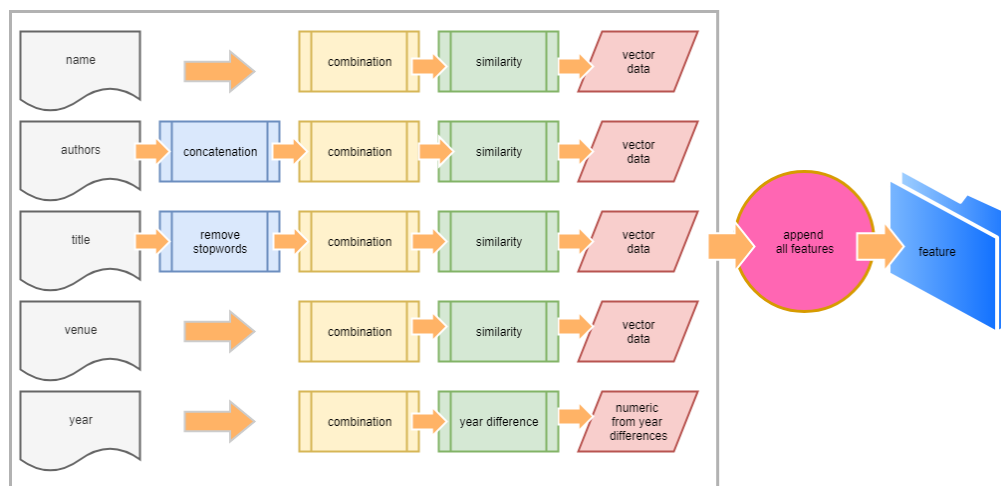 name
combination
similarity
vector
data
authors
concatenation
combination
similarity
vector
data
title
remove
stopwords
combination
similarity
vector
data
append
all features
feature
venue
combination
similarity
vector
data
year
combination
year difference
numeric
from year
differences